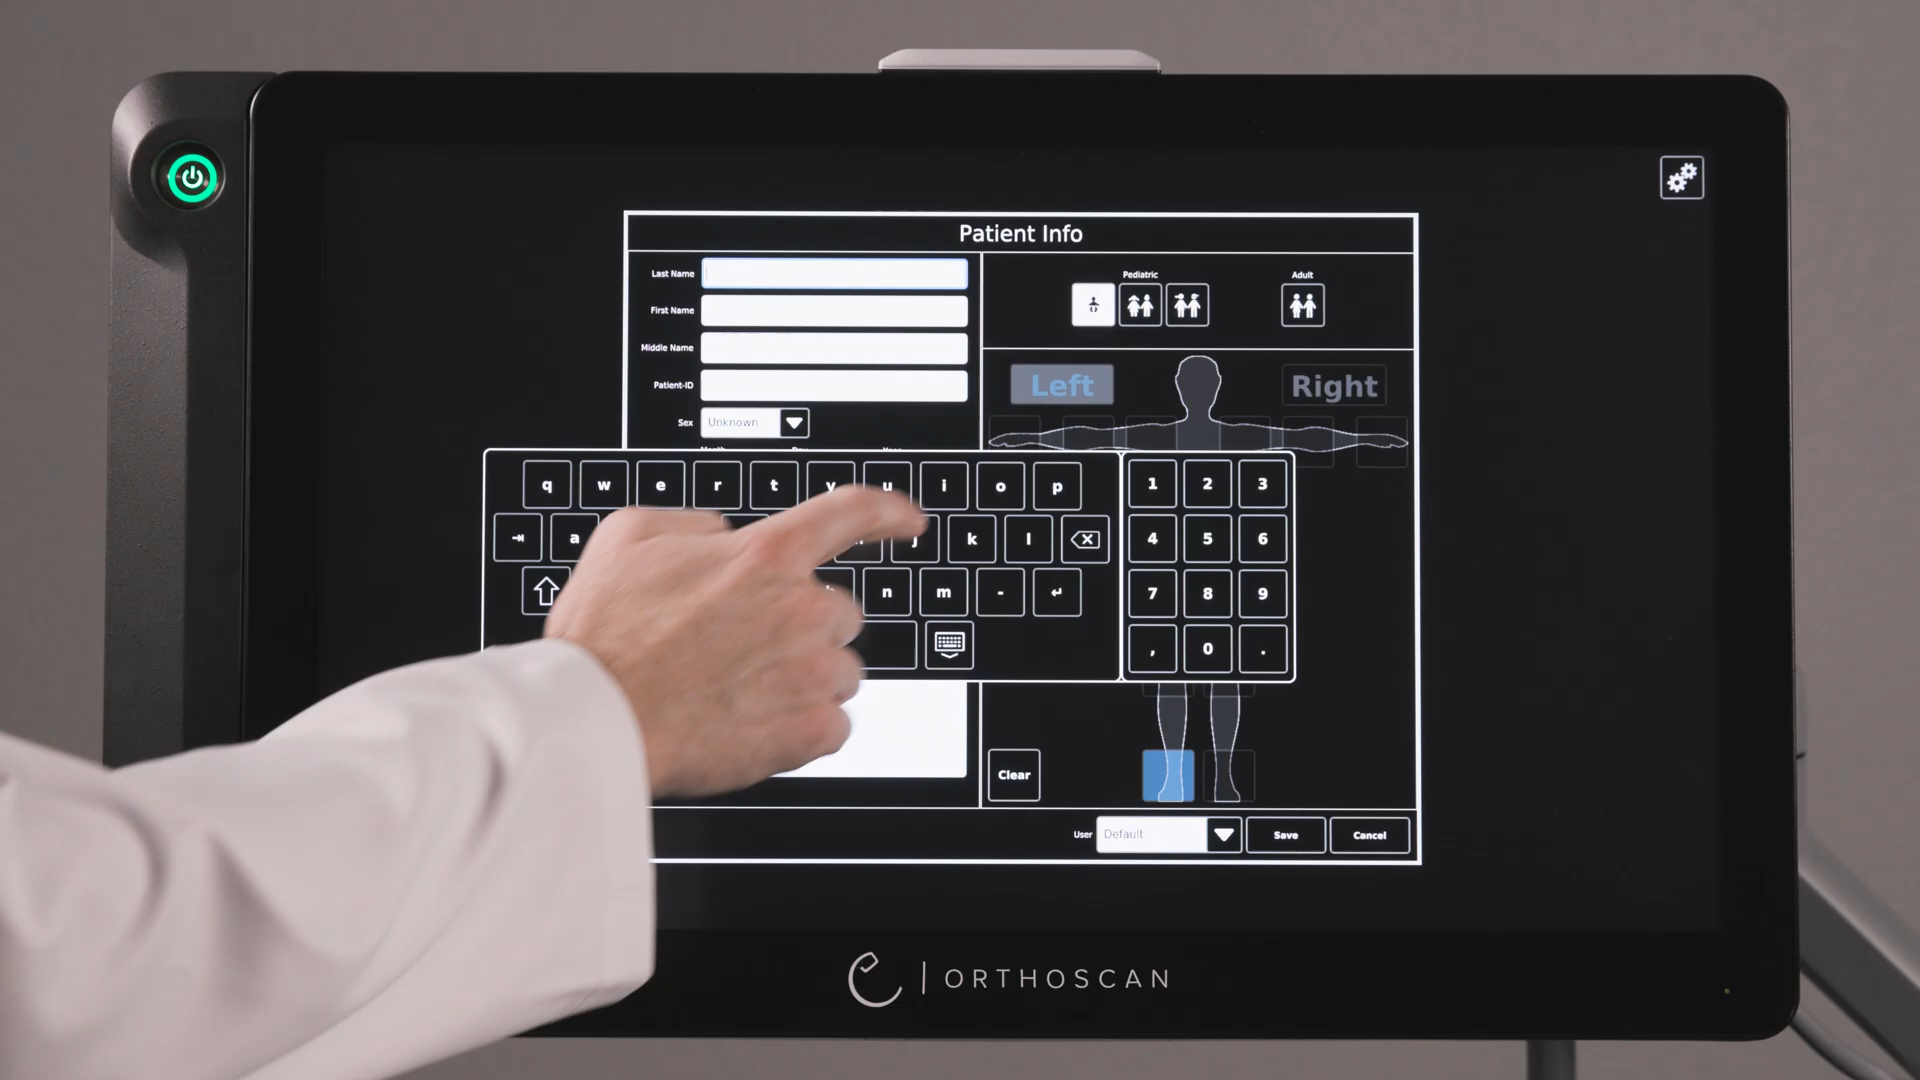 Patient Info
Last Name
First Name
Middle Name
Patient-ID
Sex Unknown
Pediatric
Adult
Left
Right
q w e r t y u i o p
a j k l
n m -
1 2 3
4 5 6
7 8 9
, 0 .
Clear
User Default Save Cancel
ORTHOSCAN